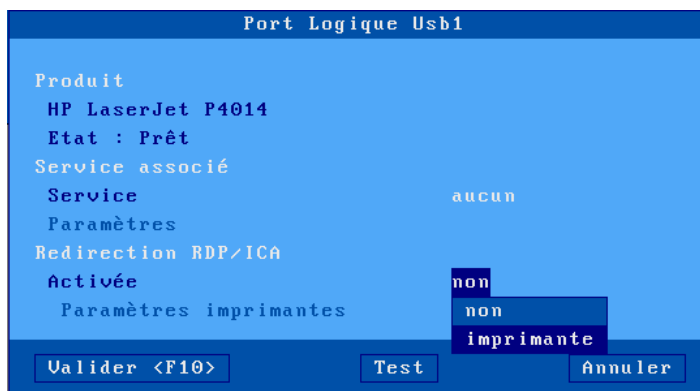 Port Logique Usb1
Produit
HP LaserJet P4014
Etat : Prêt
Service associé
Service aucun
Paramètres
Redirection RDP/ICA
Activée non
Paramètres imprimantes non
imprimante
Valider <F10> Test Annuler